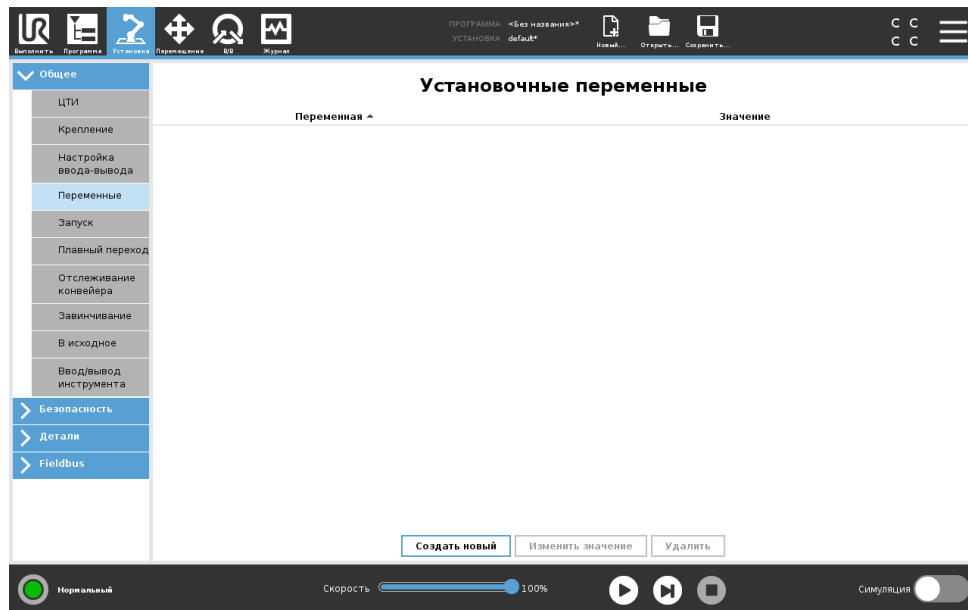 ПРОГРАММА <Без названия>*
УСТАНОВКА default*
C C
C C
Выполнить Программа Установка Перемещение В/В Журнал
Новый... Открыть... Сохранить...
Общее
ЦТИ
Крепление
Настройка
ввода-вывода
Переменные
Запуск
Плавный переход
Отслеживание
конвейера
Завинчивание
В исходное
Ввод/вывод
инструмента
Безопасность
Детали
Fieldbus
Установочные переменные
Переменная Значение
Создать новый Изменить значение Удалить
Нормальный
Скорость 100%
Симуляция